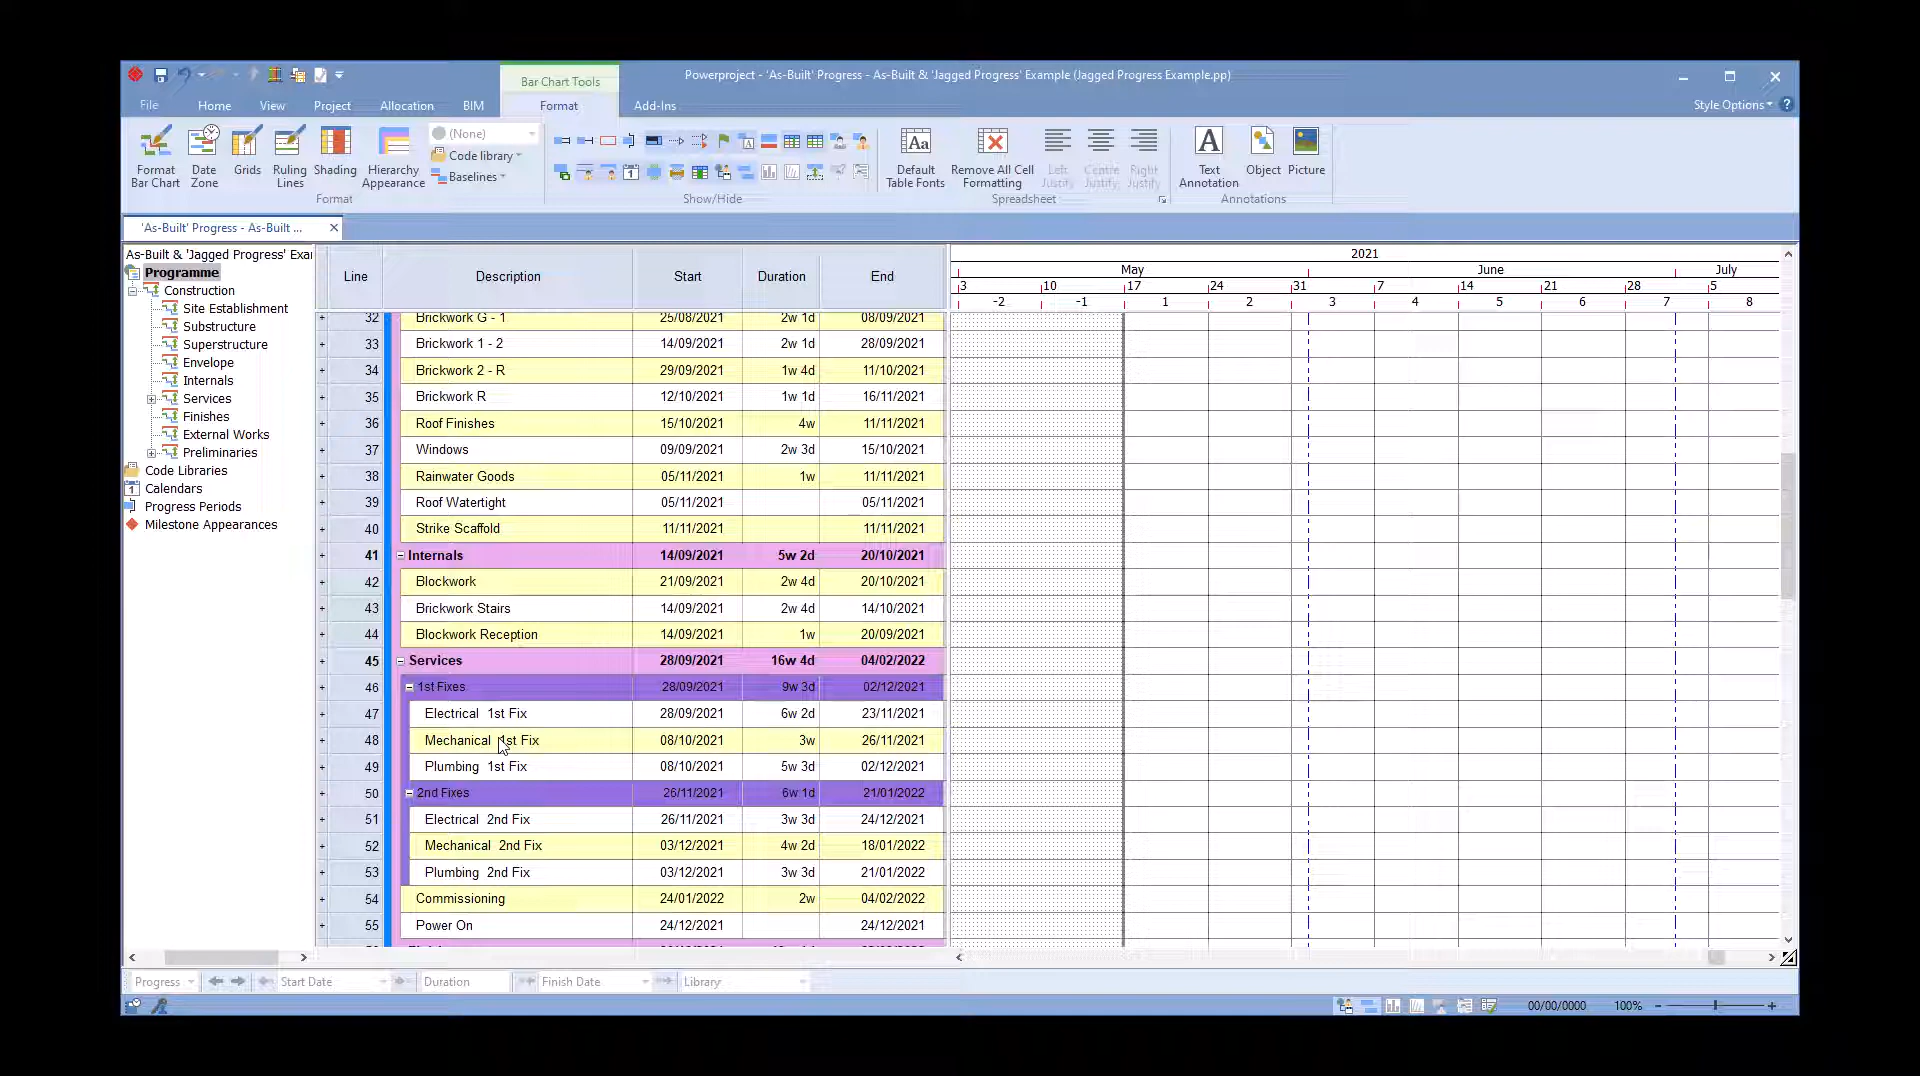 Bar Chart Tools
Powerproject - 'As-Built' Progress - As-Built & 'Jagged Progress' Example (Jagged Progress Example.pp)
File Home View Project Allocation BIM Format Add-Ins
Style Options
Format Bar Chart
Date Zone
Grids
Ruling Lines
Shading
Hierarchy Appearance
(None)
Code library
Baselines
Format
Show/Hide
Default Table Fonts
Remove All Cell Formatting
Left Justify
Centre Justify
Right Justify
Spreadsheet
Text Annotation
Object
Picture
Annotations
'As-Built' Progress - As-Built ...
As-Built & 'Jagged Progress' Exar
Programme
Construction
Site Establishment
Substructure
Superstructure
Envelope
Internals
Services
Finishes
External Works
Preliminaries
Code Libraries
Calendars
Progress Periods
Milestone Appearances
Line Description Start Duration End
32 Brickwork G - 1 25/08/2021 2w 1d 08/09/2021
33 Brickwork 1 - 2 14/09/2021 2w 1d 28/09/2021
34 Brickwork 2 - R 29/09/2021 1w 4d 11/10/2021
35 Brickwork R 12/10/2021 1w 1d 16/11/2021
36 Roof Finishes 15/10/2021 4w 11/11/2021
37 Windows 09/09/2021 2w 3d 15/10/2021
38 Rainwater Goods 05/11/2021 1w 11/11/2021
39 Roof Watertight 05/11/2021 05/11/2021
40 Strike Scaffold 11/11/2021 11/11/2021
41 Internals 14/09/2021 5w 2d 20/10/2021
42 Blockwork 21/09/2021 2w 4d 20/10/2021
43 Brickwork Stairs 14/09/2021 2w 4d 14/10/2021
44 Blockwork Reception 14/09/2021 1w 20/09/2021
45 Services 28/09/2021 16w 4d 04/02/2022
46 1st Fixes 28/09/2021 9w 3d 02/12/2021
47 Electrical 1st Fix 28/09/2021 6w 2d 23/11/2021
48 Mechanical 1st Fix 08/10/2021 3w 26/11/2021
49 Plumbing 1st Fix 08/10/2021 5w 3d 02/12/2021
50 2nd Fixes 26/11/2021 6w 1d 21/01/2022
51 Electrical 2nd Fix 26/11/2021 3w 3d 24/12/2021
52 Mechanical 2nd Fix 03/12/2021 4w 2d 18/01/2022
53 Plumbing 2nd Fix 03/12/2021 3w 3d 21/01/2022
54 Commissioning 24/01/2022 2w 04/02/2022
55 Power On 24/12/2021 24/12/2021
2021
May June July
3 10 17 24 31 7 14 21 28 5
-2 -1 1 2 3 4 5 6 7 8
Progress Start Date Duration Finish Date Library
00/00/0000 100%